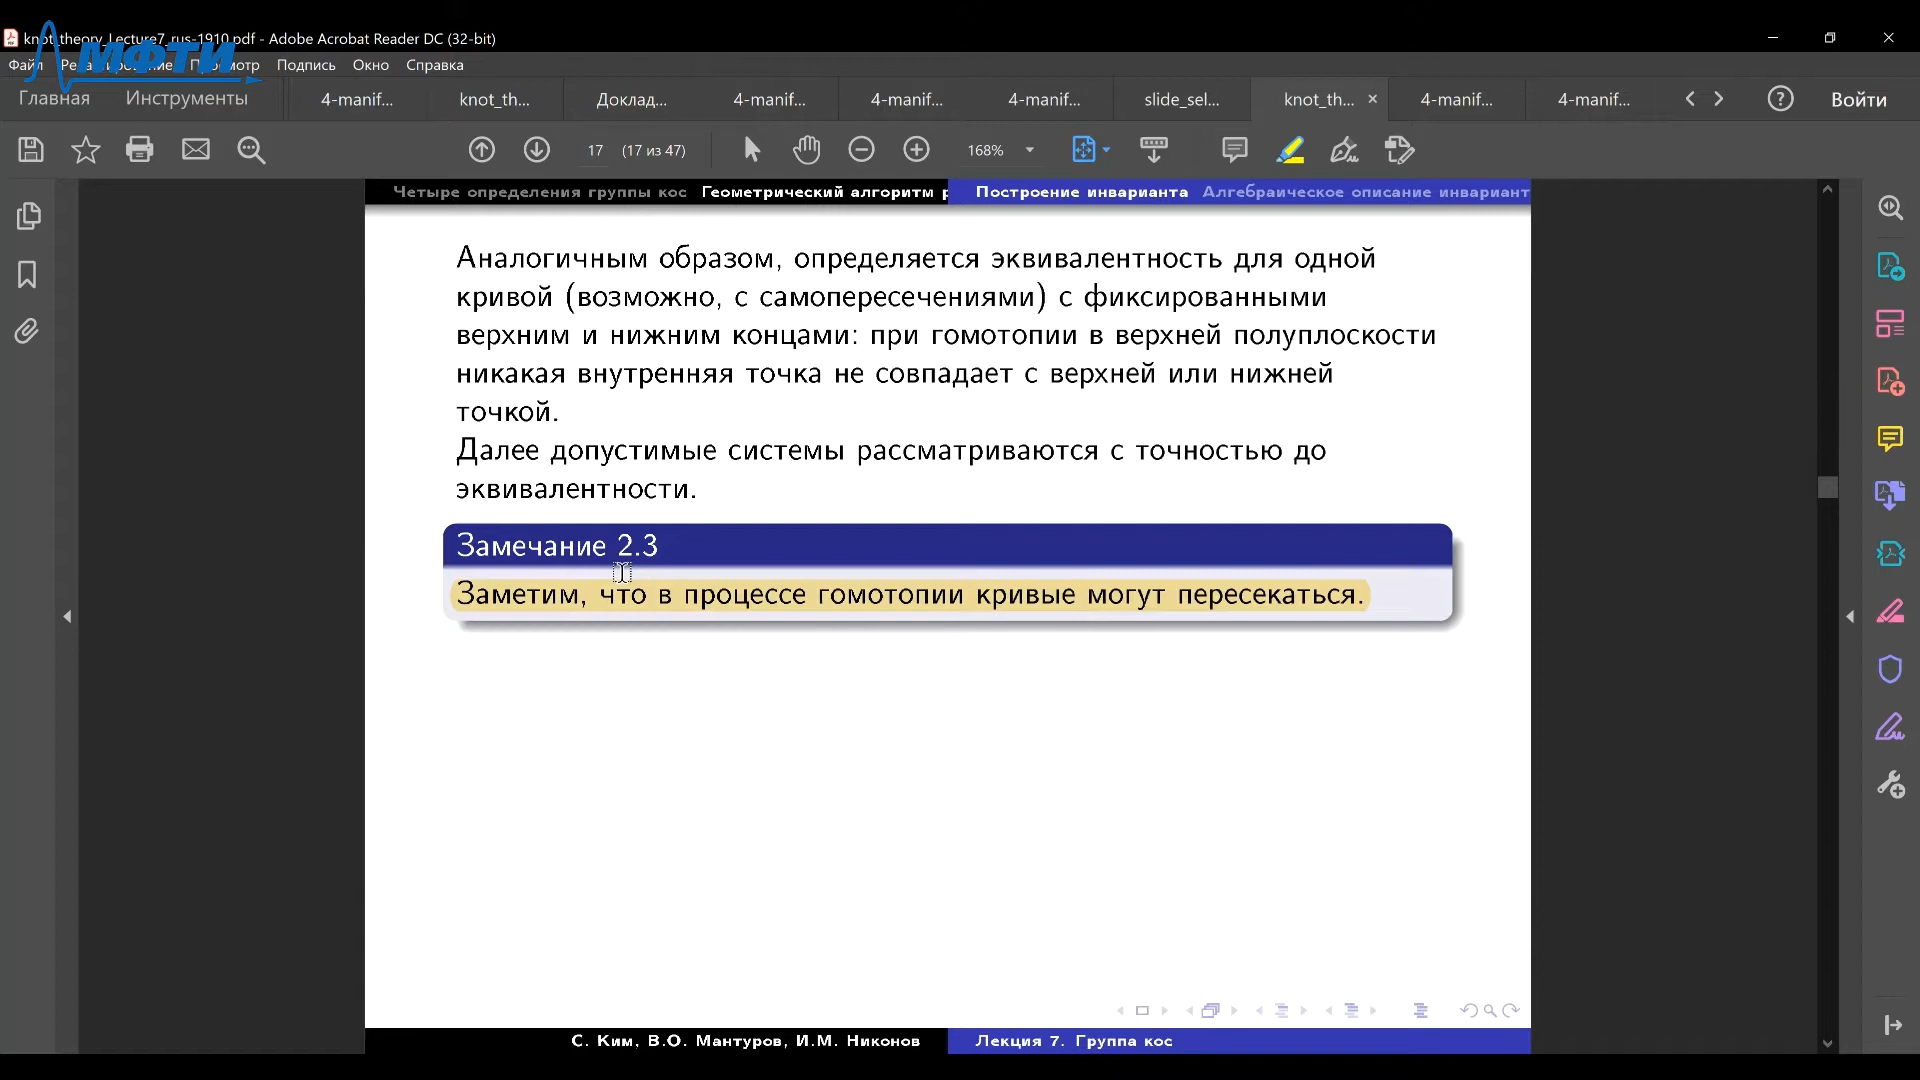 knot_theory_Lecture7_rus-1910.pdf - Adobe Acrobat Reader DC (32-bit)
МФТИ
Файл Редактирование Просмотр Подпись Окно Справка
Главная Инструменты 4-manif... knot_th... Доклад... 4-manif... 4-manif... 4-manif... slide_sel... knot_th... × 4-manif... 4-manif... Войти
17 (17 из 47) 168%
Четыре определения группы кос Геометрический алгоритм р Построение инварианта Алгебраическое описание инвариант
Аналогичным образом, определяется эквивалентность для одной
кривой (возможно, с самопересечениями) с фиксированными
верхним и нижним концами: при гомотопии в верхней полуплоскости
никакая внутренняя точка не совпадает с верхней или нижней
точкой.
Далее допустимые системы рассматриваются с точностью до
эквивалентности.
Замечание 2.3
Заметим, что в процессе гомотопии кривые могут пересекаться.
С. Ким, В.О. Мантуров, И.М. Никонов Лекция 7. Группа кос